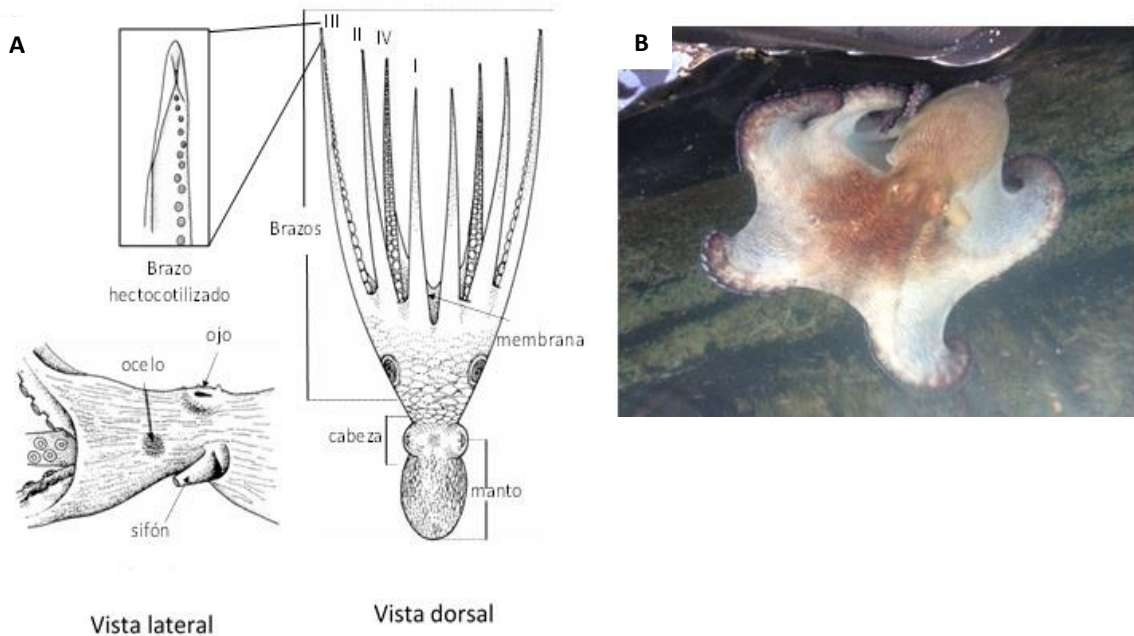 A
III
II
IV
I
B
Brazos
Brazo
hectocotilizado
membrana
ojo
ocelo
cabeza
manto
sifón
Vista lateral
Vista dorsal